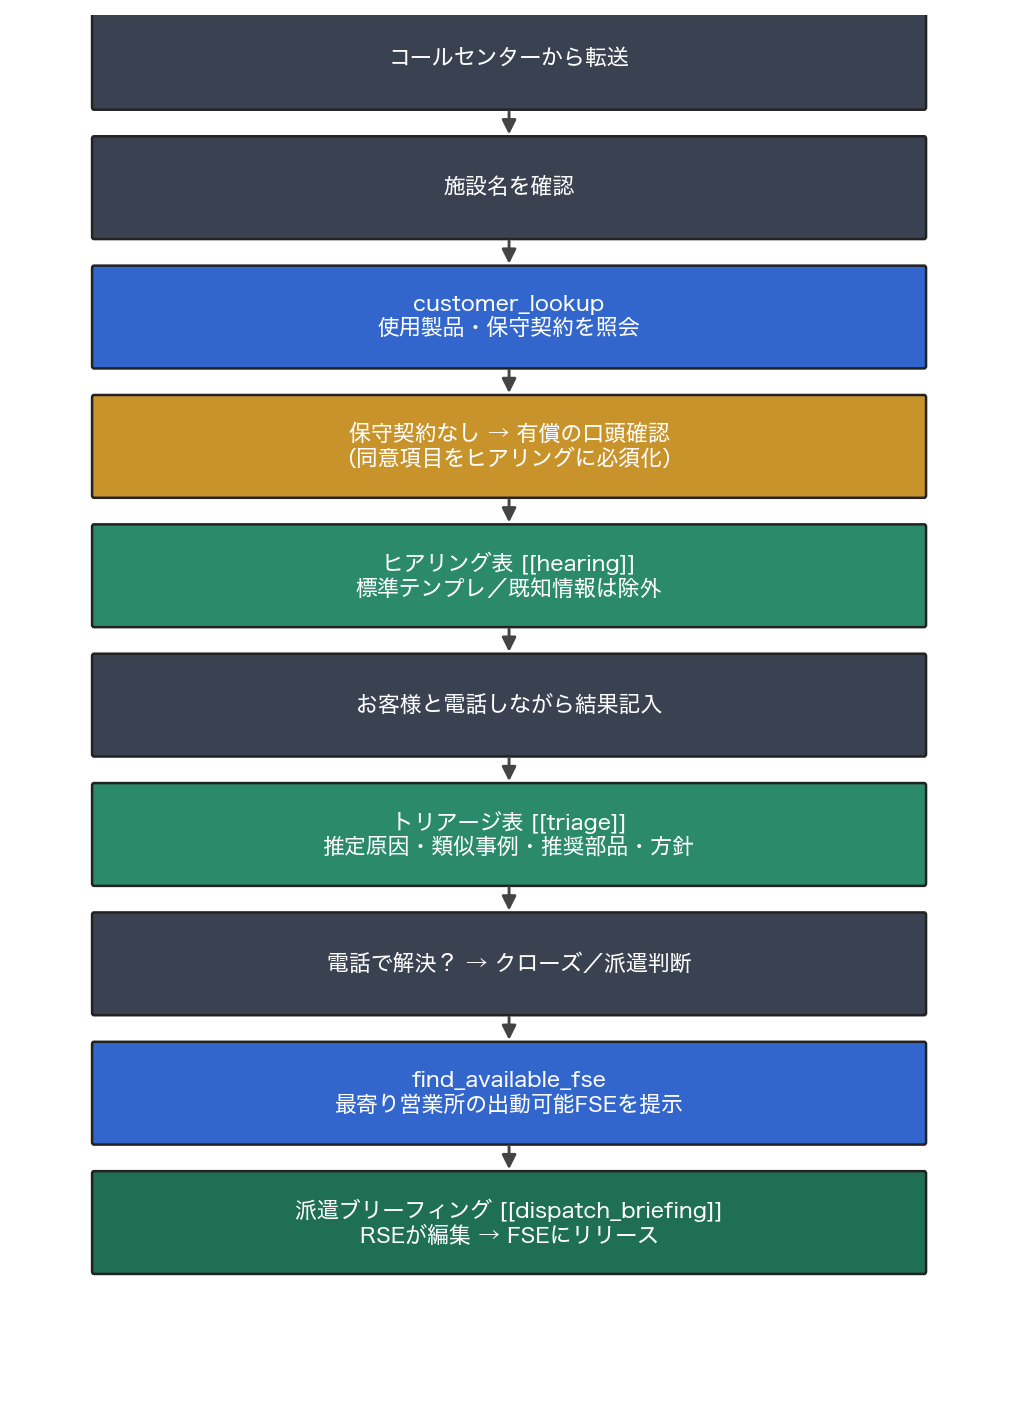 コールセンターから転送
施設名を確認
customer_lookup
使用製品・保守契約を照会
保守契約なし → 有償の口頭確認
（同意項目をヒアリングに必須化）
ヒアリング表 [[hearing]]
標準テンプレ／既知情報は除外
お客様と電話しながら結果記入
トリアージ表 [[triage]]
推定原因・類似事例・推奨部品・方針
電話で解決？ → クローズ／派遣判断
find_available_fse
最寄り営業所の出動可能FSEを提示
派遣ブリーフィング [[dispatch_briefing]]
RSEが編集 → FSEにリリース